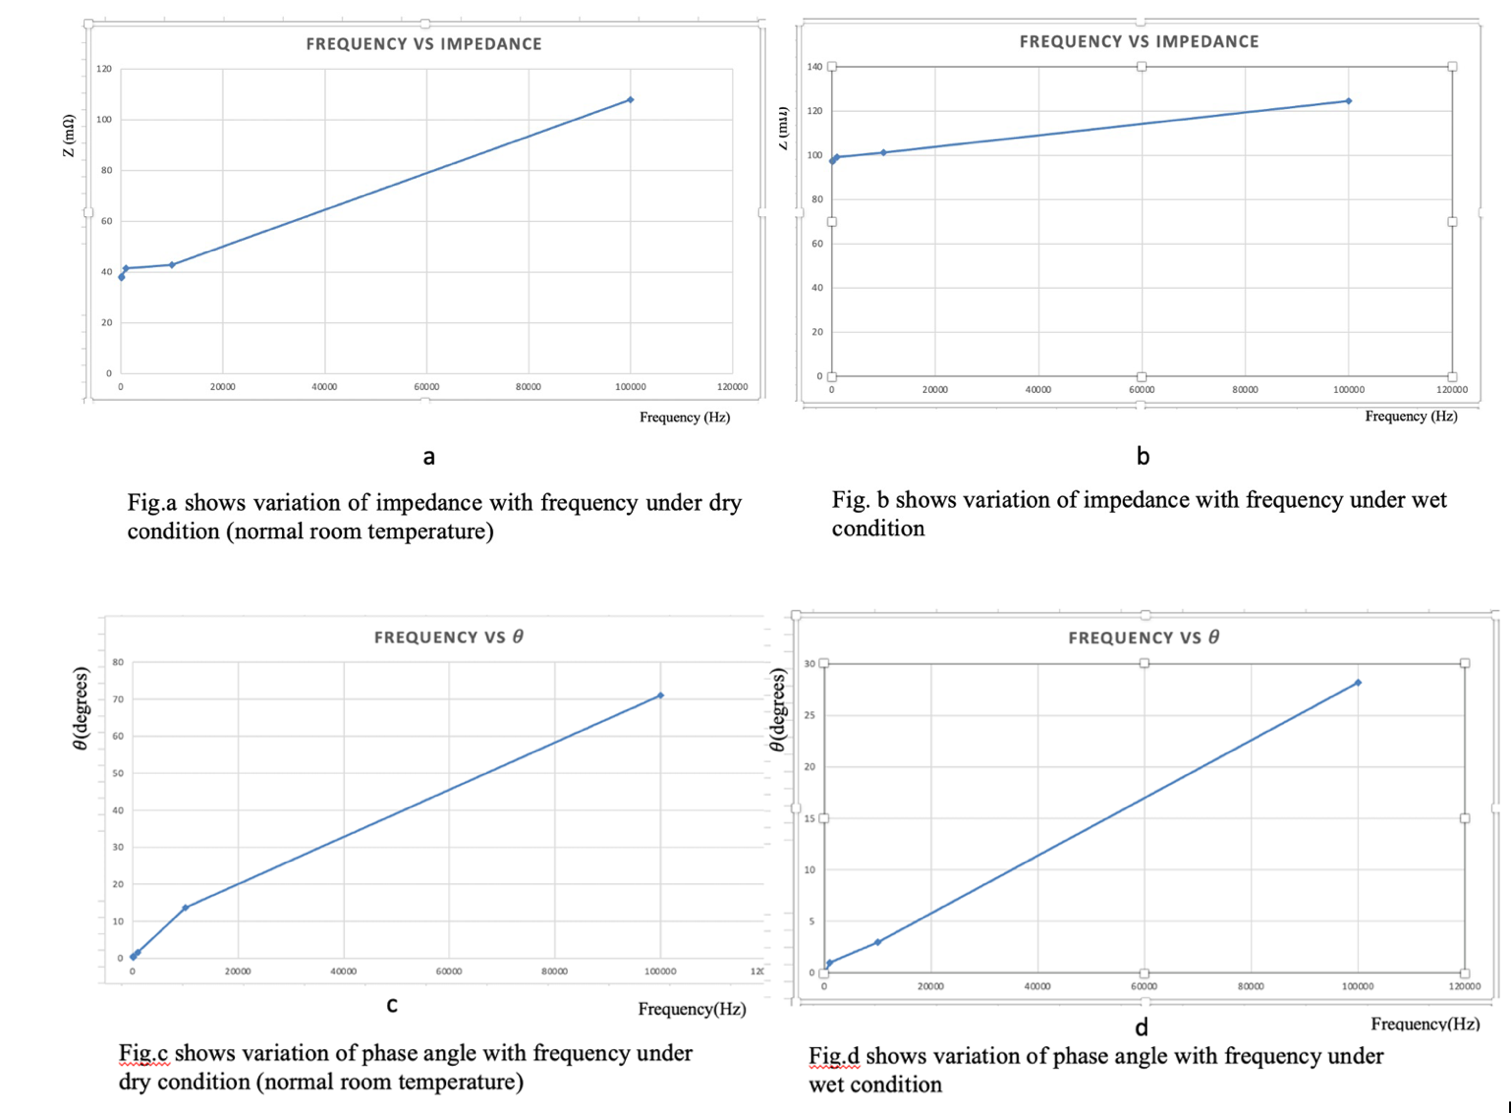 FREQUENCY VS IMPEDANCE
Z (mΩ)
120
100
80
60
40
20
0
0 20000 40000 60000 80000 100000 120000
Frequency (Hz)
a
Fig.a shows variation of impedance with frequency under dry
condition (normal room temperature)
FREQUENCY VS IMPEDANCE
Z (mΩ)
140
120
100
80
60
40
20
0
0 20000 40000 60000 80000 100000 120000
Frequency (Hz)
b
Fig. b shows variation of impedance with frequency under wet
condition
FREQUENCY VS θ
θ(degrees)
80
70
60
50
40
30
20
10
0
0 20000 40000 60000 80000 100000 120
Frequency(Hz)
c
Fig.c shows variation of phase angle with frequency under
dry condition (normal room temperature)
FREQUENCY VS θ
θ(degrees)
30
25
20
15
10
5
0
0 20000 40000 60000 80000 100000 120000
Frequency(Hz)
d
Fig.d shows variation of phase angle with frequency under
wet condition